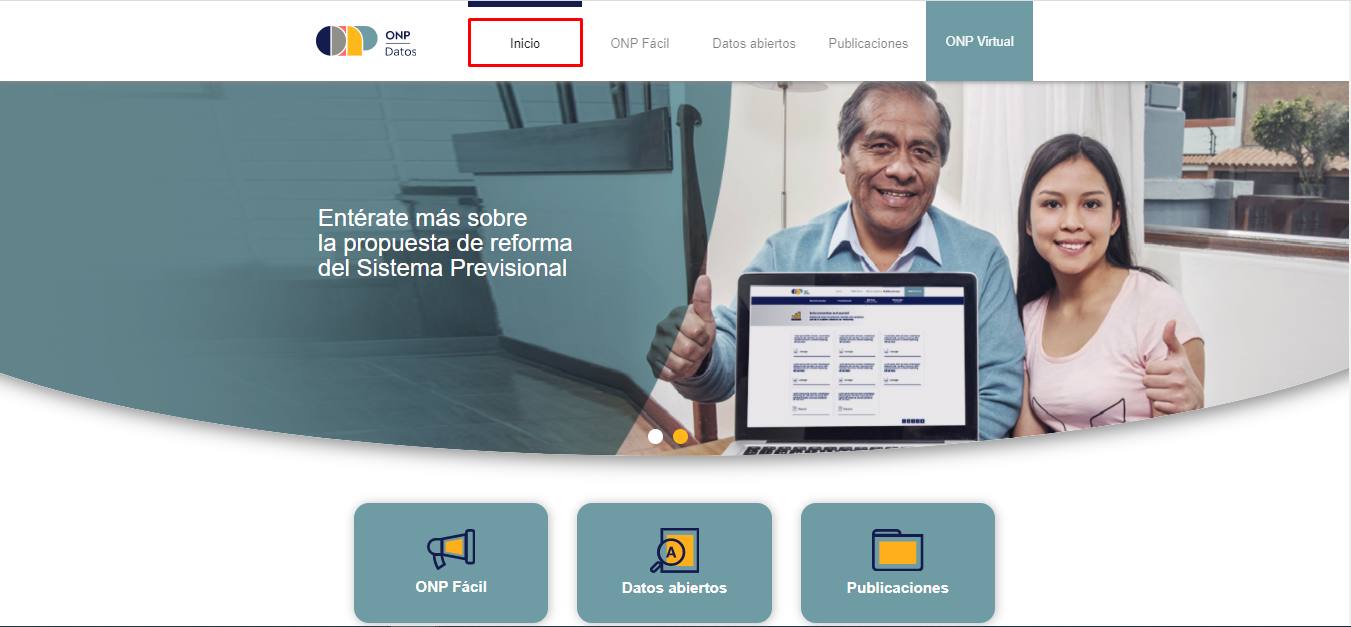 ONP
Datos
Inicio
ONP Fácil
Datos abiertos
Publicaciones
ONP Virtual
Entérate más sobre
la propuesta de reforma
del Sistema Previsional
A
ONP Fácil
Datos abiertos
Publicaciones